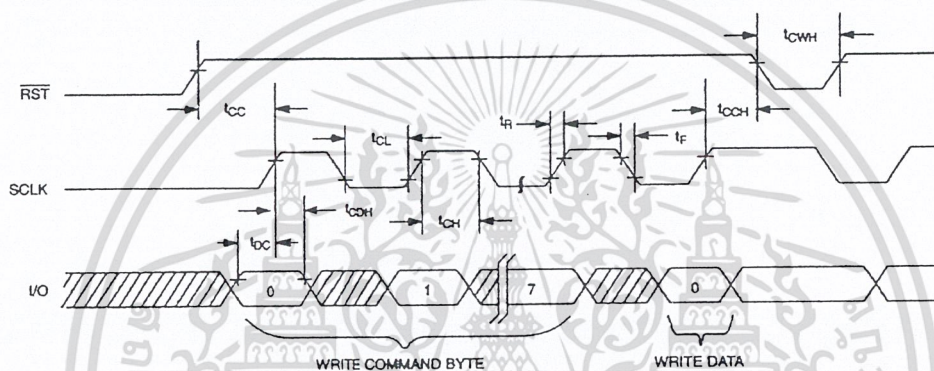 tCWH
RST
tCC
tCCH
tCL
tR
tF
SCLK
tCDH
tCH
tDC
I/O
0
1
7
0
WRITE COMMAND BYTE
WRITE DATA